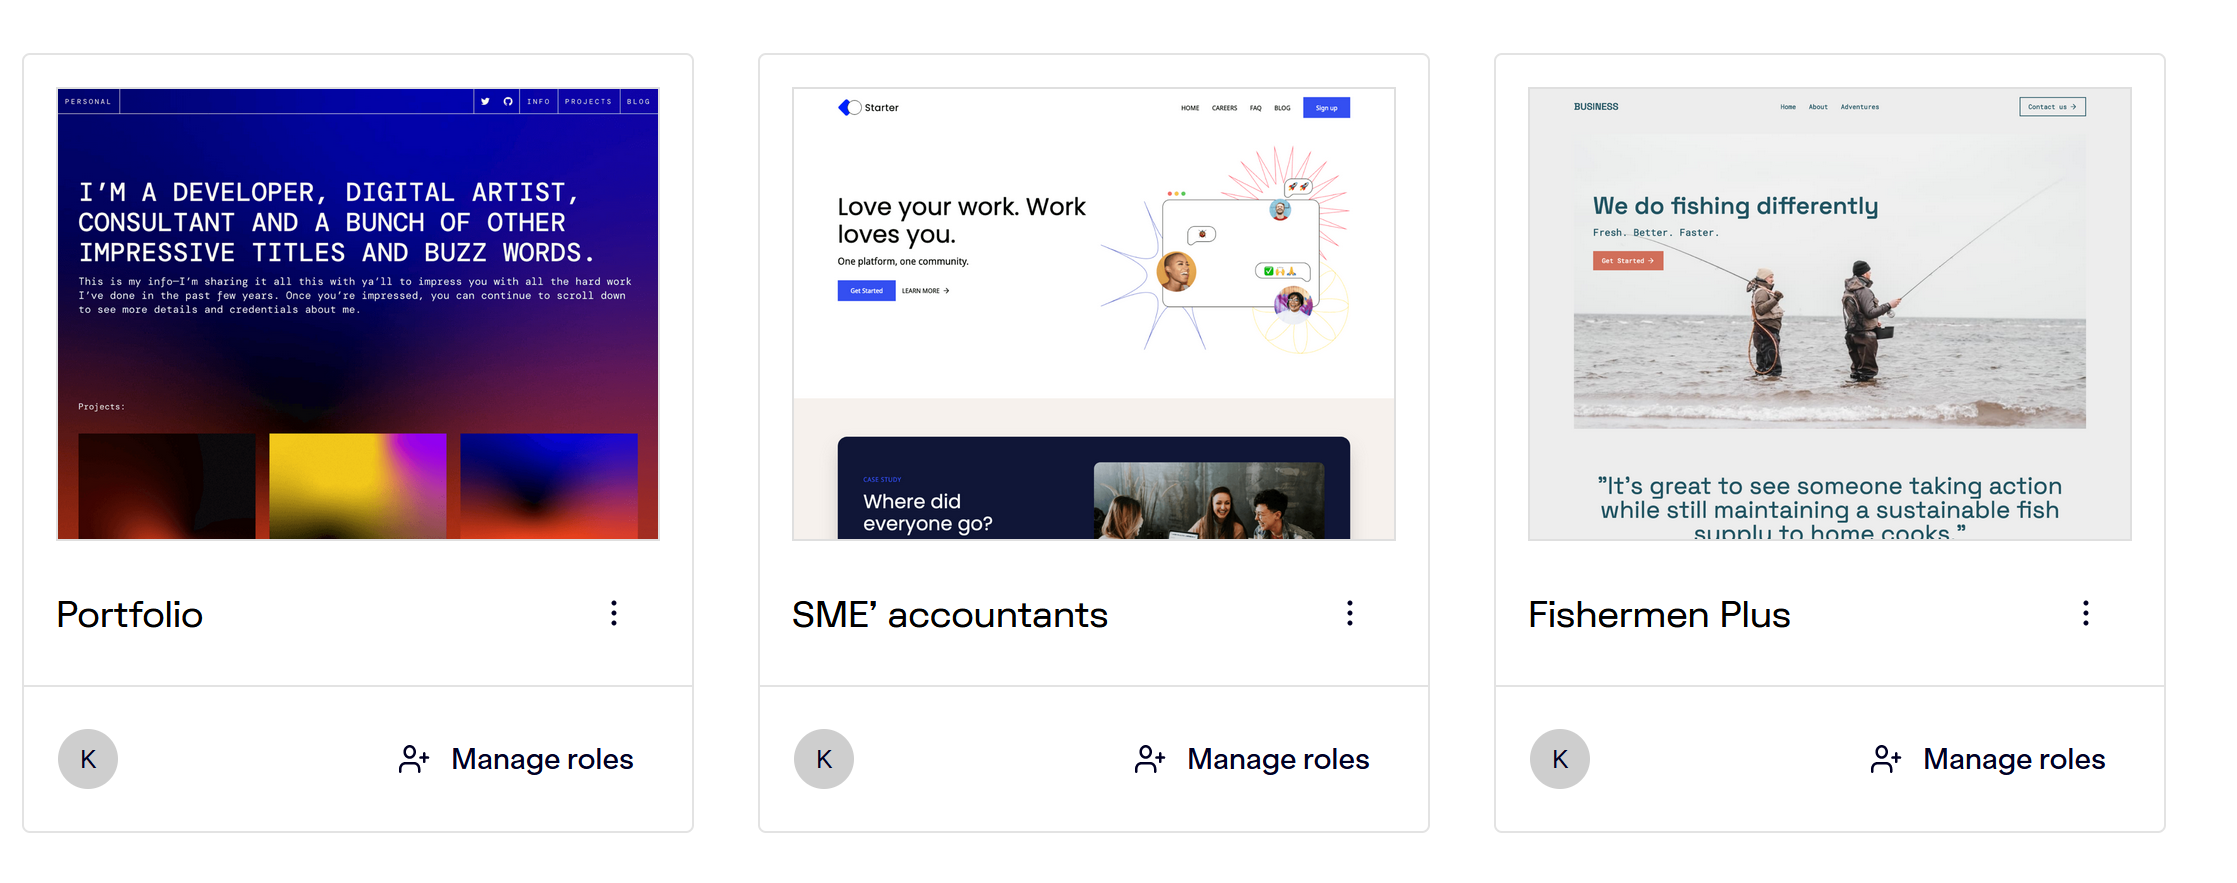 PERSONAL
INFO
PROJECTS
BLOG
I'M A DEVELOPER, DIGITAL ARTIST,
CONSULTANT AND A BUNCH OF OTHER
IMPRESSIVE TITLES AND BUZZ WORDS.
This is my info—I'm sharing it all this with ya'll to impress you with all the hard work
I've done in the past few years. Once you're impressed, you can continue to scroll down
to see more details and credentials about me.
Projects:
Portfolio
K
Manage roles
Starter
HOME
CAREERS
FAQ
BLOG
Sign up
Love your work. Work
loves you.
One platform, one community.
Get Started
LEARN MORE →
CASE STUDY
Where did
everyone go?
SME’ accountants
K
Manage roles
BUSINESS
Home
About
Adventures
Contact us →
We do fishing differently
Fresh. Better. Faster.
Get Started →
"It's great to see someone taking action
while still maintaining a sustainable fish
supply to home cooks."
Fishermen Plus
K
Manage roles